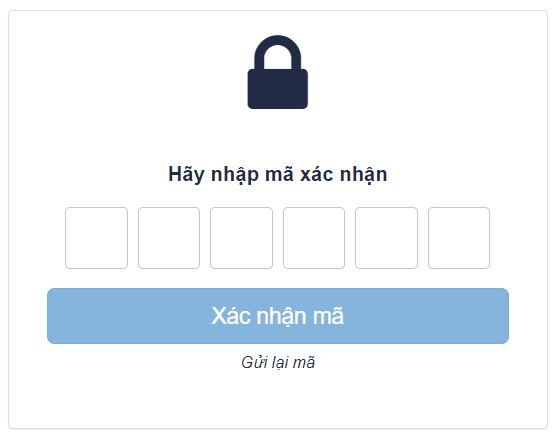 Hãy nhập mã xác nhận
Xác nhận mã
Gửi lại mã